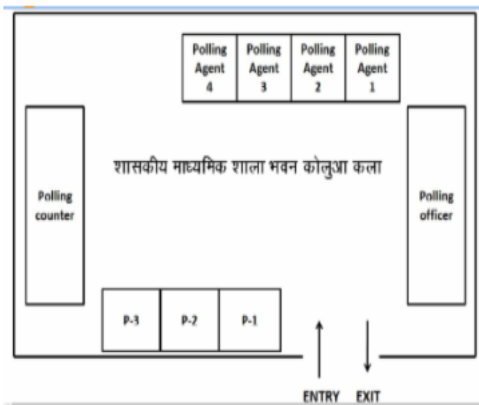 Polling Agent 4
Polling Agent 3
Polling Agent 2
Polling Agent 1
शासकीय माध्यमिक शाला भवन कोलुआ कला
Polling counter
Polling officer
P-3
P-2
P-1
ENTRY
EXIT